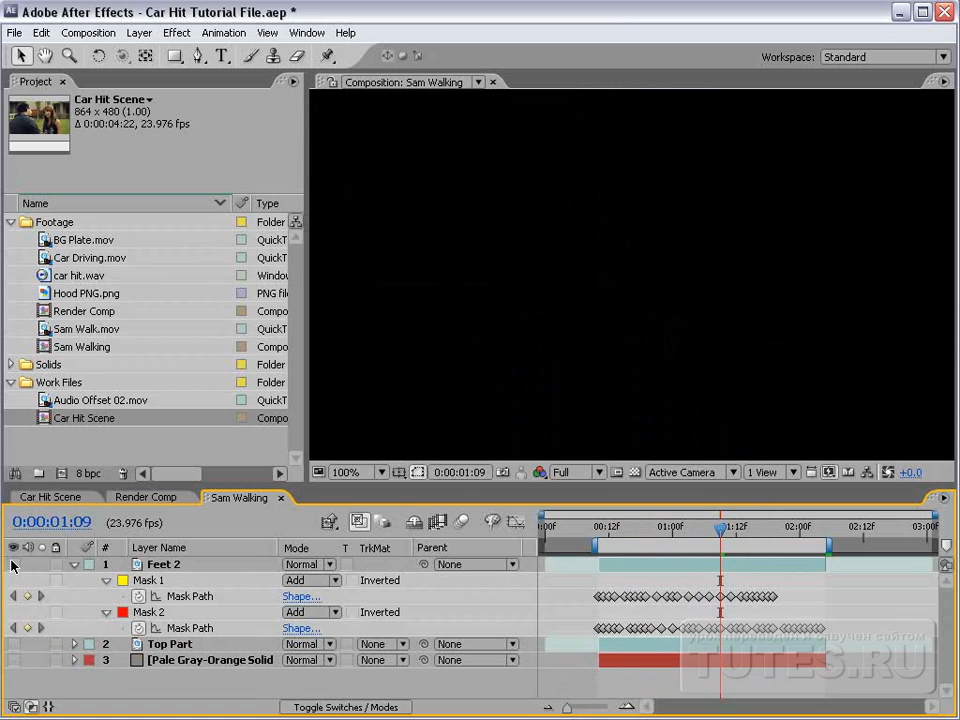 Adobe After Effects - Car Hit Tutorial File.aep *
File Edit Composition Layer Effect Animation View Window Help
Workspace: Standard
Project
Composition: Sam Walking
Car Hit Scene
864 x 480 (1.00)
Δ 0:00:04:22, 23.976 fps
Name Type
Footage Folder
BG Plate.mov QuickT
Car Driving.mov QuickT
car hit.wav Window
Hood PNG.png PNG file
Render Comp Compo
Sam Walk.mov QuickT
Sam Walking Compo
Solids Folder
Work Files Folder
Audio Offset 02.mov QuickT
Car Hit Scene Compo
8 bpc
100% 0:00:01:09 Full Active Camera 1 View +0.0
Car Hit Scene Render Comp Sam Walking
0:00:01:09 (23.976 fps)
:00f 00:12f 01:00f 01:12f 02:00f 02:12f 03:00f
# Layer Name Mode T TrkMat Parent
1 Feet 2 Normal None
Mask 1 Add Inverted
Mask Path Shape...
Mask 2 Add Inverted
Mask Path Shape...
2 Top Part Normal None None
3 [Pale Gray-Orange Solid Normal None None
урок переведен и озвучен сайтом
TUTES.RU
Toggle Switches / Modes